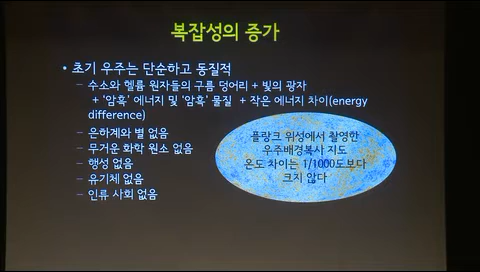 복잡성의 증가
• 초기 우주는 단순하고 동질적
– 수소와 헬륨 원자들의 구름 덩어리 + 빛의 광자
+ '암흑' 에너지 및 '암흑' 물질 + 작은 에너지 차이(energy
difference)
– 은하계와 별 없음
– 무거운 화학 원소 없음
– 행성 없음
– 유기체 없음
– 인류 사회 없음
플랑크 위성에서 촬영한
우주배경복사 지도
온도 차이는 1/1000도보다
크지 않다